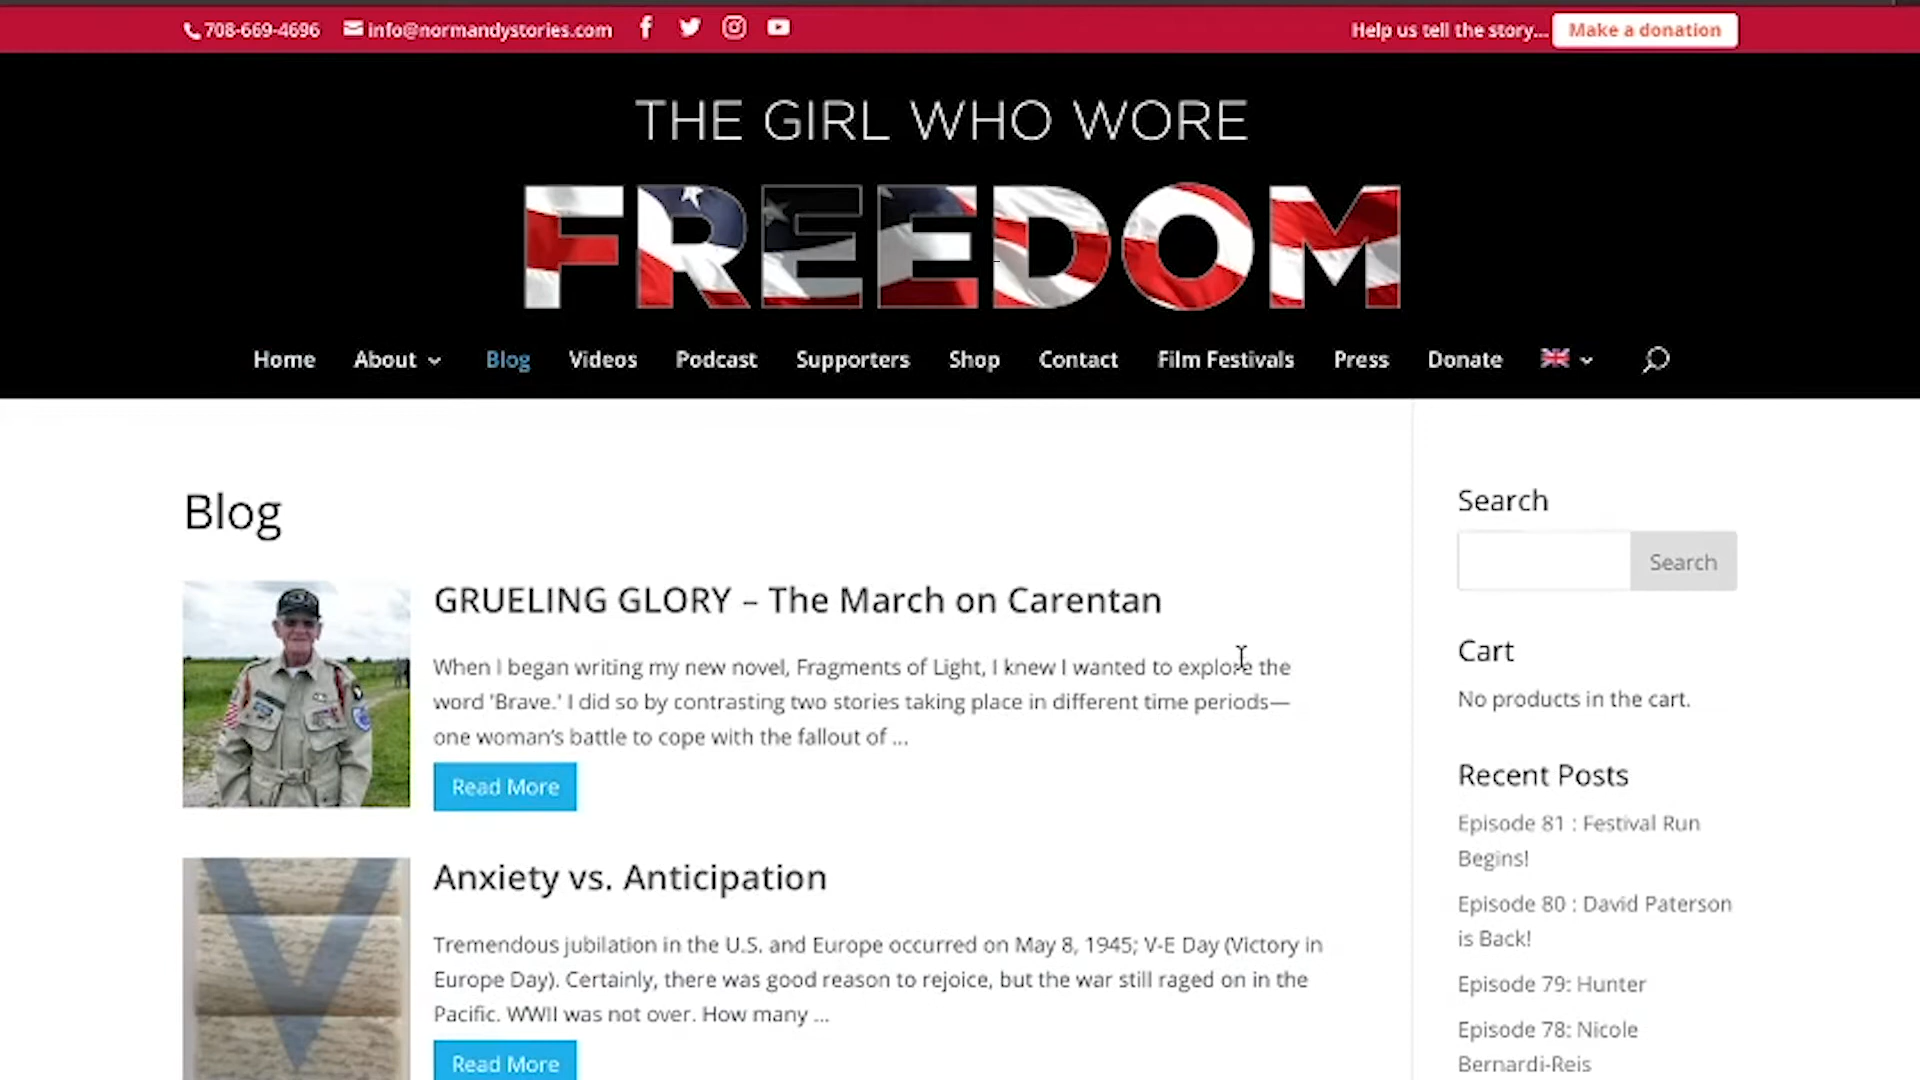 708-669-4696 info@normandystories.com Help us tell the story... Make a donation
THE GIRL WHO WORE
FREEDOM
Home About Blog Videos Podcast Supporters Shop Contact Film Festivals Press Donate
Blog
GRUELING GLORY – The March on Carentan
When I began writing my new novel, Fragments of Light, I knew I wanted to explore the
word 'Brave.' I did so by contrasting two stories taking place in different time periods—
one woman's battle to cope with the fallout of ...
Read More
Anxiety vs. Anticipation
Tremendous jubilation in the U.S. and Europe occurred on May 8, 1945; V-E Day (Victory in
Europe Day). Certainly, there was good reason to rejoice, but the war still raged on in the
Pacific. WWII was not over. How many ...
Read More
Search
Search
Cart
No products in the cart.
Recent Posts
Episode 81 : Festival Run
Begins!
Episode 80 : David Paterson
is Back!
Episode 79: Hunter
Episode 78: Nicole
Bernardi-Reis